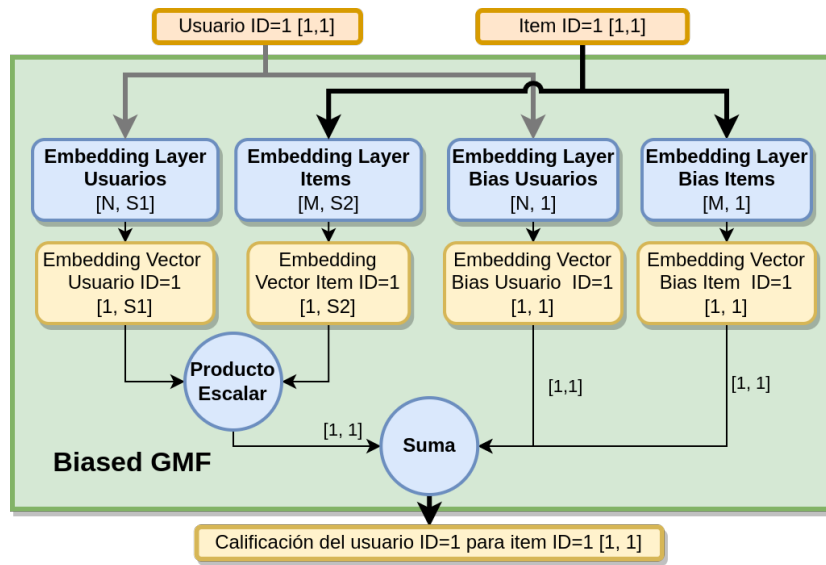 Usuario ID=1 [1,1]
Item ID=1 [1,1]
Embedding Layer
Usuarios
[N, S1]
Embedding Layer
Items
[M, S2]
Embedding Layer
Bias Usuarios
[N, 1]
Embedding Layer
Bias Items
[M, 1]
Embedding Vector
Usuario ID=1
[1, S1]
Embedding
Vector Item ID=1
[1, S2]
Embedding Vector
Bias Usuario ID=1
[1, 1]
Embedding Vector
Bias Item ID=1
[1, 1]
Producto
Escalar
[1,1]
[1, 1]
[1, 1]
Suma
Biased GMF
Calificación del usuario ID=1 para item ID=1 [1, 1]